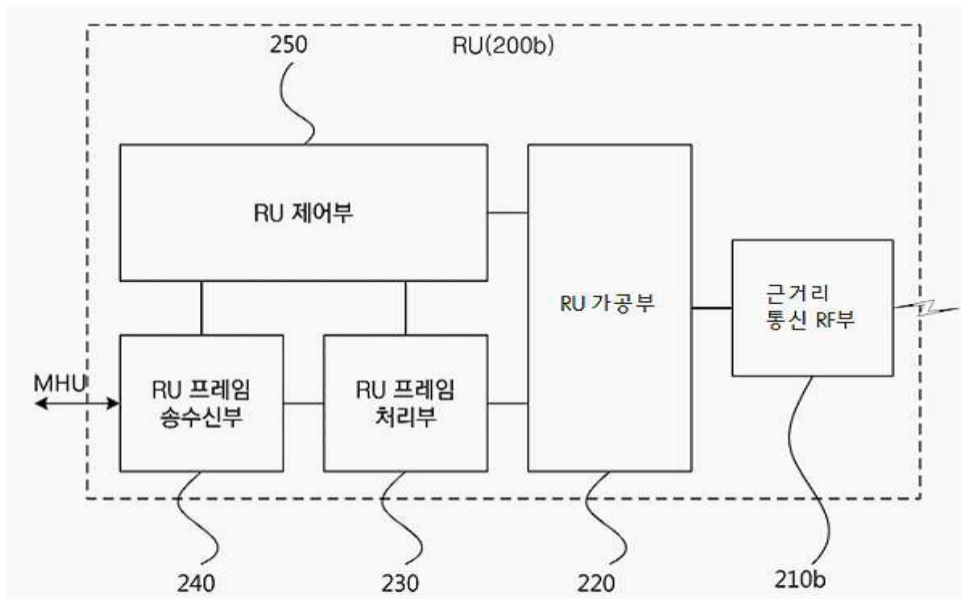 250
RU(200b)
RU 제어부
RU 가공부
근거리
통신 RF부
MHU
RU 프레임
송수신부
RU 프레임
처리부
240
230
220
210b